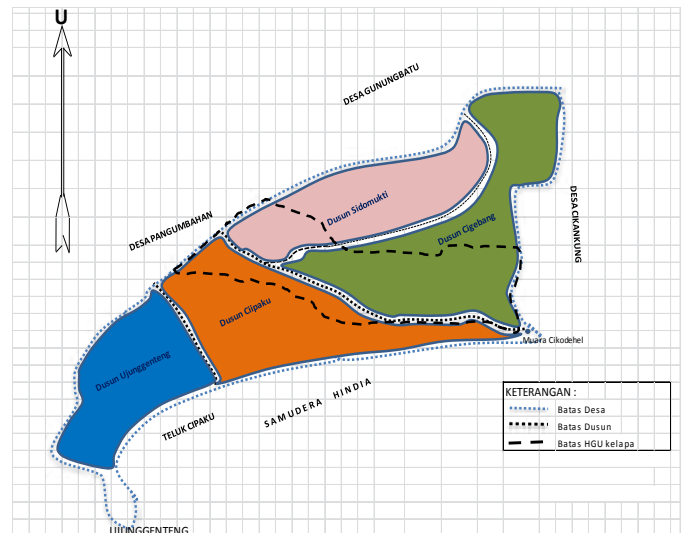 U
DESA GUNUNGBATU
DESA PANGUMBAHAN
Dusun Sidomukti
Dusun Cigebang
DESA CIKANKUNG
Dusun Clipaku
Muara Cikodehel
Dusun Ujunggenteng
SAMUDERA HINDIA
TELUK CIPAKU
KETERANGAN :
Batas Desa
Batas Dusun
Batas HGU kelapa
UJUNGGENTENG